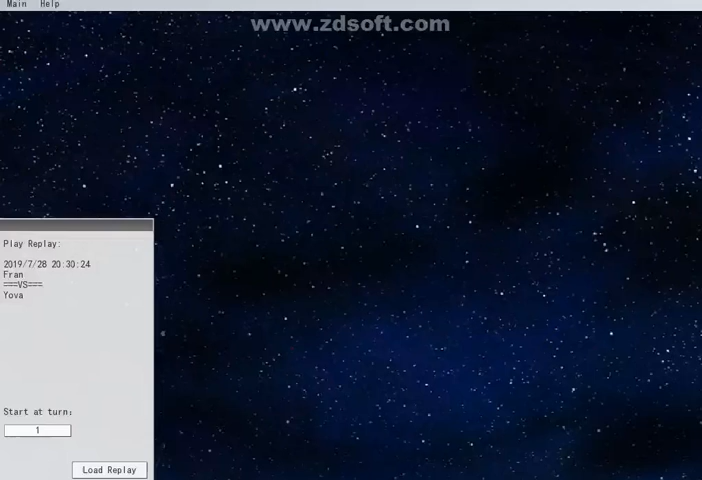 Main Help
www.zdsoft.com
Play Replay:
2019/7/28 20:30:24
Fran
===VS===
Yova
Start at turn:
1
Load Replay